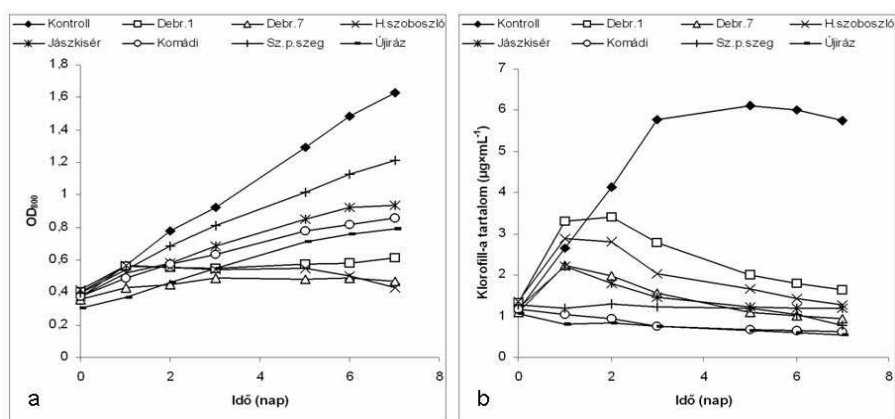 Kontroll Debr.1 Debr.7 H.szoboszló
Jászkisér Komádi Sz.p.szeg Újiráz
1,8
1,6
1,4
1,2
1
0,8
0,6
0,4
0,2
0
OD₈₀₀
0 2 4 6 8
Idő (nap)
a
Kontroll Debr.1 Debr.7 H.szoboszló
Jászkisér Komádi Sz.p.szeg Újiráz
7
6
5
4
3
2
1
0
Klorofill-a tartalom (µg×mL⁻¹)
0 2 4 6 8
Idő (nap)
b